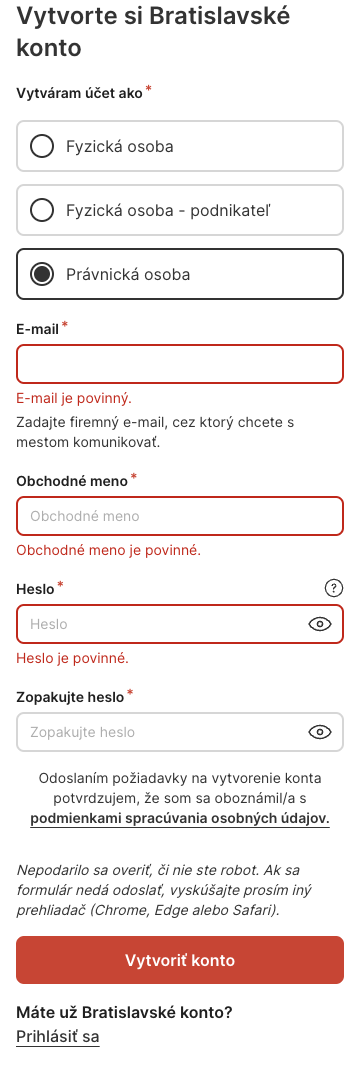 Vytvorte si Bratislavské
konto
Vytváram účet ako*
Fyzická osoba
Fyzická osoba - podnikateľ
Právnická osoba
E-mail*
E-mail je povinný.
Zadajte firemný e-mail, cez ktorý chcete s
mestom komunikovať.
Obchodné meno*
Obchodné meno
Obchodné meno je povinné.
Heslo*
?
Heslo
Heslo je povinné.
Zopakujte heslo*
Zopakujte heslo
Odoslaním požiadavky na vytvorenie konta
potvrdzujem, že som sa oboznámil/a s
podmienkami spracúvania osobných údajov.
Nepodarilo sa overiť, či nie ste robot. Ak sa
formulár nedá odoslať, vyskúšajte prosím iný
prehliadač (Chrome, Edge alebo Safari).
Vytvoriť konto
Máte už Bratislavské konto?
Prihlásiť sa